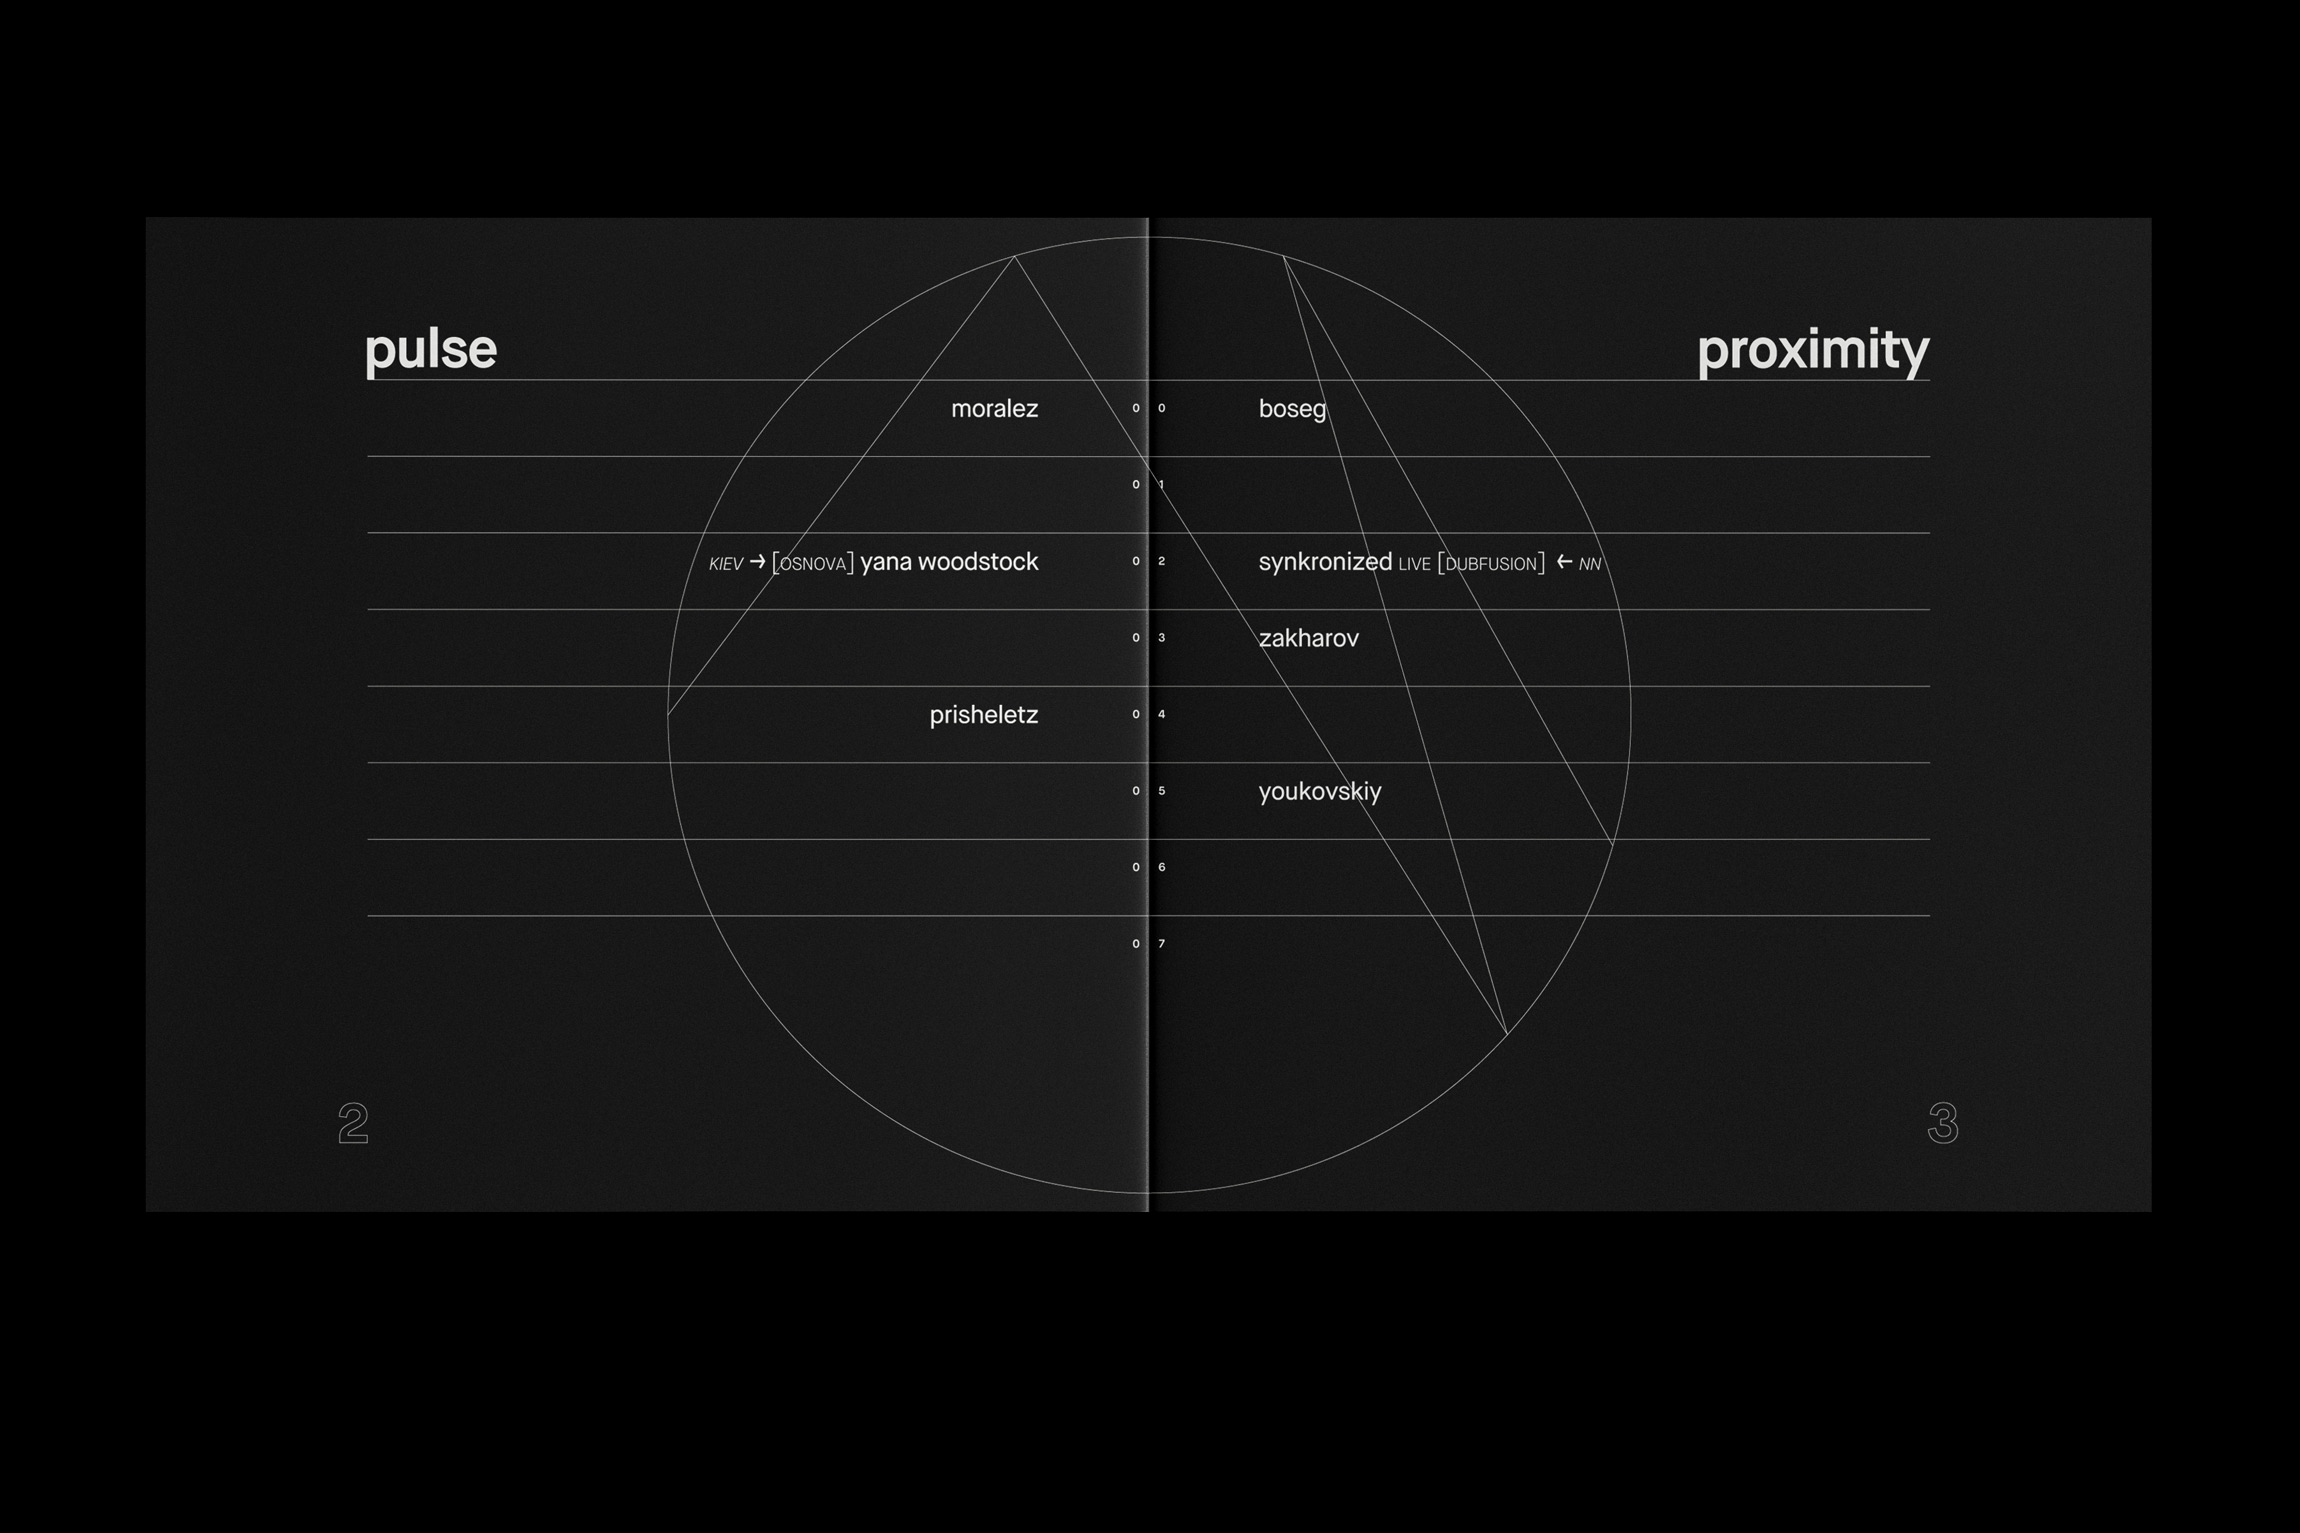 pulse proximity
moralez 0 0 boseg
0 1
KIEV → [OSNOVA] yana woodstock 0 2 synkronized LIVE [DUBFUSION] ← NN
0 3 zakharov
prisheletz 0 4
0 5 youkovskiy
0 6
0 7
2 3